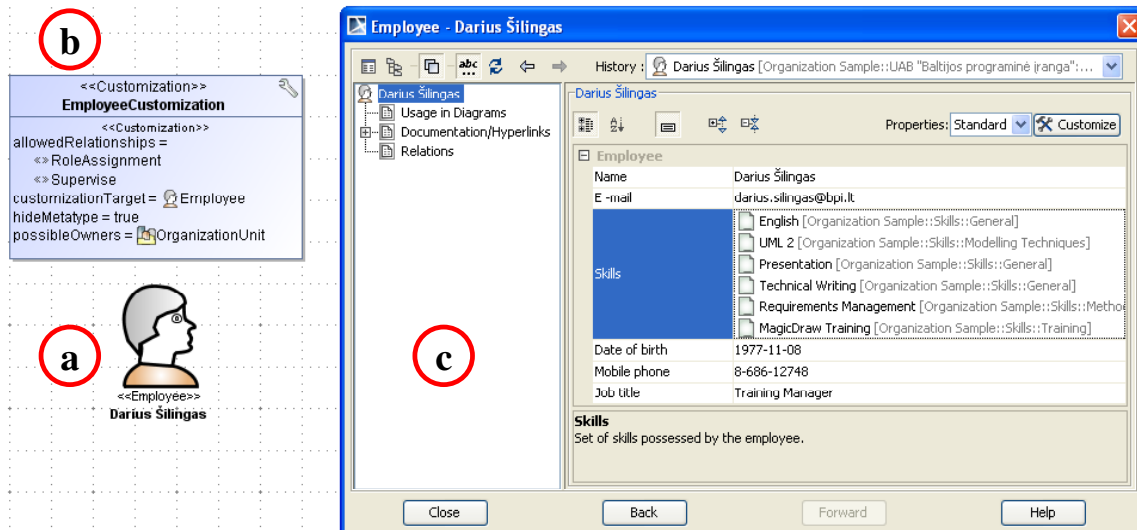 b
<<Customization>>
EmployeeCustomization
<<Customization>>
allowedRelationships =
«»RoleAssignment
«»Supervise
customizationTarget = Employee
hideMetatype = true
possibleOwners = OrganizationUnit
a
<<Employee>>
Darius Šilingas
Employee - Darius Šilingas
abc
History : Darius Šilingas [Organization Sample::UAB "Baltijos programinė įranga":...
Darius Šilingas
Usage in Diagrams
Documentation/Hyperlinks
Relations
c
Darius Šilingas
Properties: Standard Customize
Employee
Name Darius Šilingas
E-mail darius.silingas@bpi.lt
Skills
English [Organization Sample::Skills::General]
UML 2 [Organization Sample::Skills::Modelling Techniques]
Presentation [Organization Sample::Skills::General]
Technical Writing [Organization Sample::Skills::General]
Requirements Management [Organization Sample::Skills::Metho
MagicDraw Training [Organization Sample::Skills::Training]
Date of birth 1977-11-08
Mobile phone 8-686-12748
Job title Training Manager
Skills
Set of skills possessed by the employee.
Close Back Forward Help